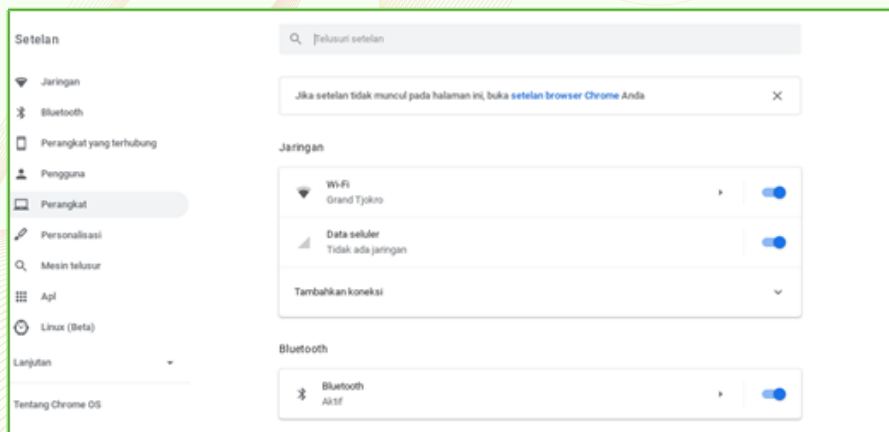 Setelan
Telusuri setelan
Jaringan
Bluetooth
Perangkat yang terhubung
Pengguna
Perangkat
Personalisasi
Mesin telusur
Apl
Linux (Beta)
Lanjutan
Tentang Chrome OS
Jika setelan tidak muncul pada halaman ini, buka setelan browser Chrome Anda
Jaringan
Wi-Fi
Grand Tjokro
Data seluler
Tidak ada jaringan
Tambahkan koneksi
Bluetooth
Bluetooth
Aktif